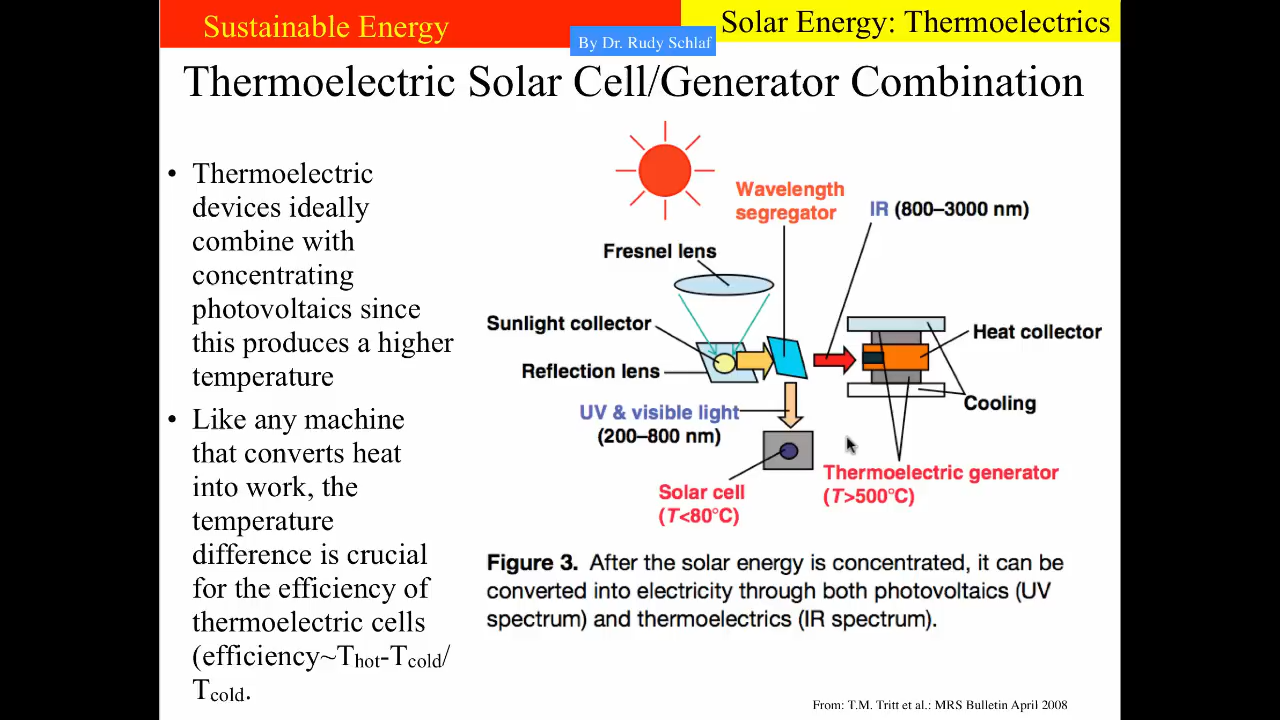 Sustainable Energy
Solar Energy: Thermoelectrics
By Dr. Rudy Schlaf
Thermoelectric Solar Cell/Generator Combination
• Thermoelectric
devices ideally
combine with
concentrating
photovoltaics since
this produces a higher
temperature
• Like any machine
that converts heat
into work, the
temperature
difference is crucial
for the efficiency of
thermoelectric cells
(efficiency~Thot-Tcold/
Tcold.
Wavelength
segregator
IR (800–3000 nm)
Fresnel lens
Sunlight collector
Heat collector
Reflection lens
Cooling
UV & visible light
(200–800 nm)
Thermoelectric generator
(T>500°C)
Solar cell
(T<80°C)
Figure 3. After the solar energy is concentrated, it can be
converted into electricity through both photovoltaics (UV
spectrum) and thermoelectrics (IR spectrum).
From: T.M. Tritt et al.: MRS Bulletin April 2008